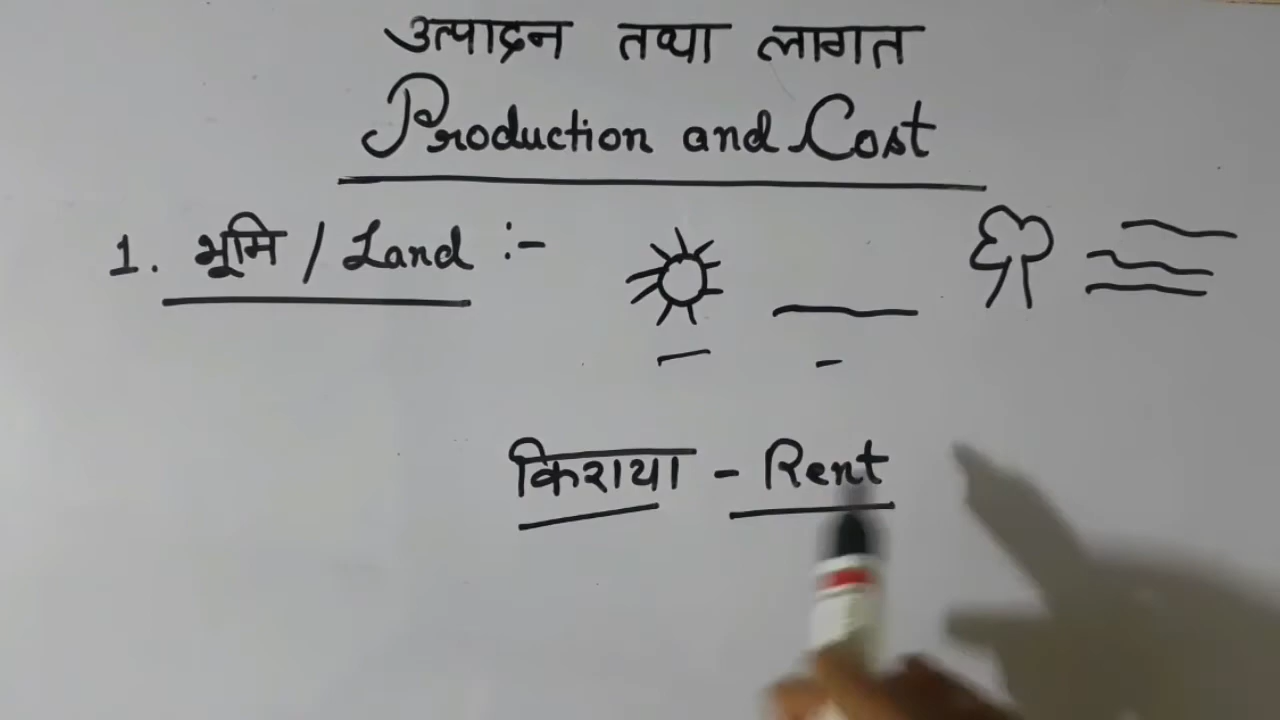 उत्पादन तथा लागत
Production and Cost
1. भूमि / Land :-
किराया - Rent